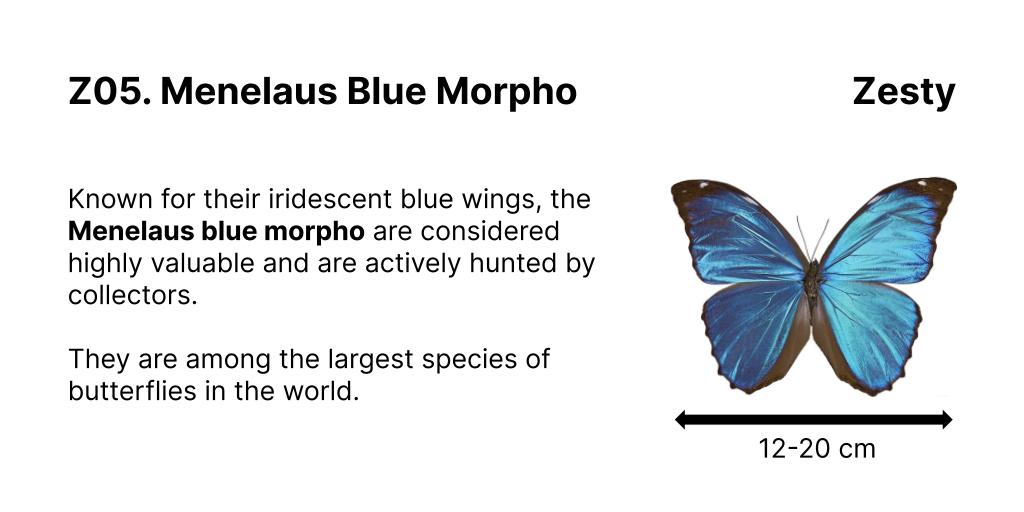 Z05. Menelaus Blue Morpho
Zesty
Known for their iridescent blue wings, the
Menelaus blue morpho are considered
highly valuable and are actively hunted by
collectors.
They are among the largest species of
butterflies in the world.
12-20 cm